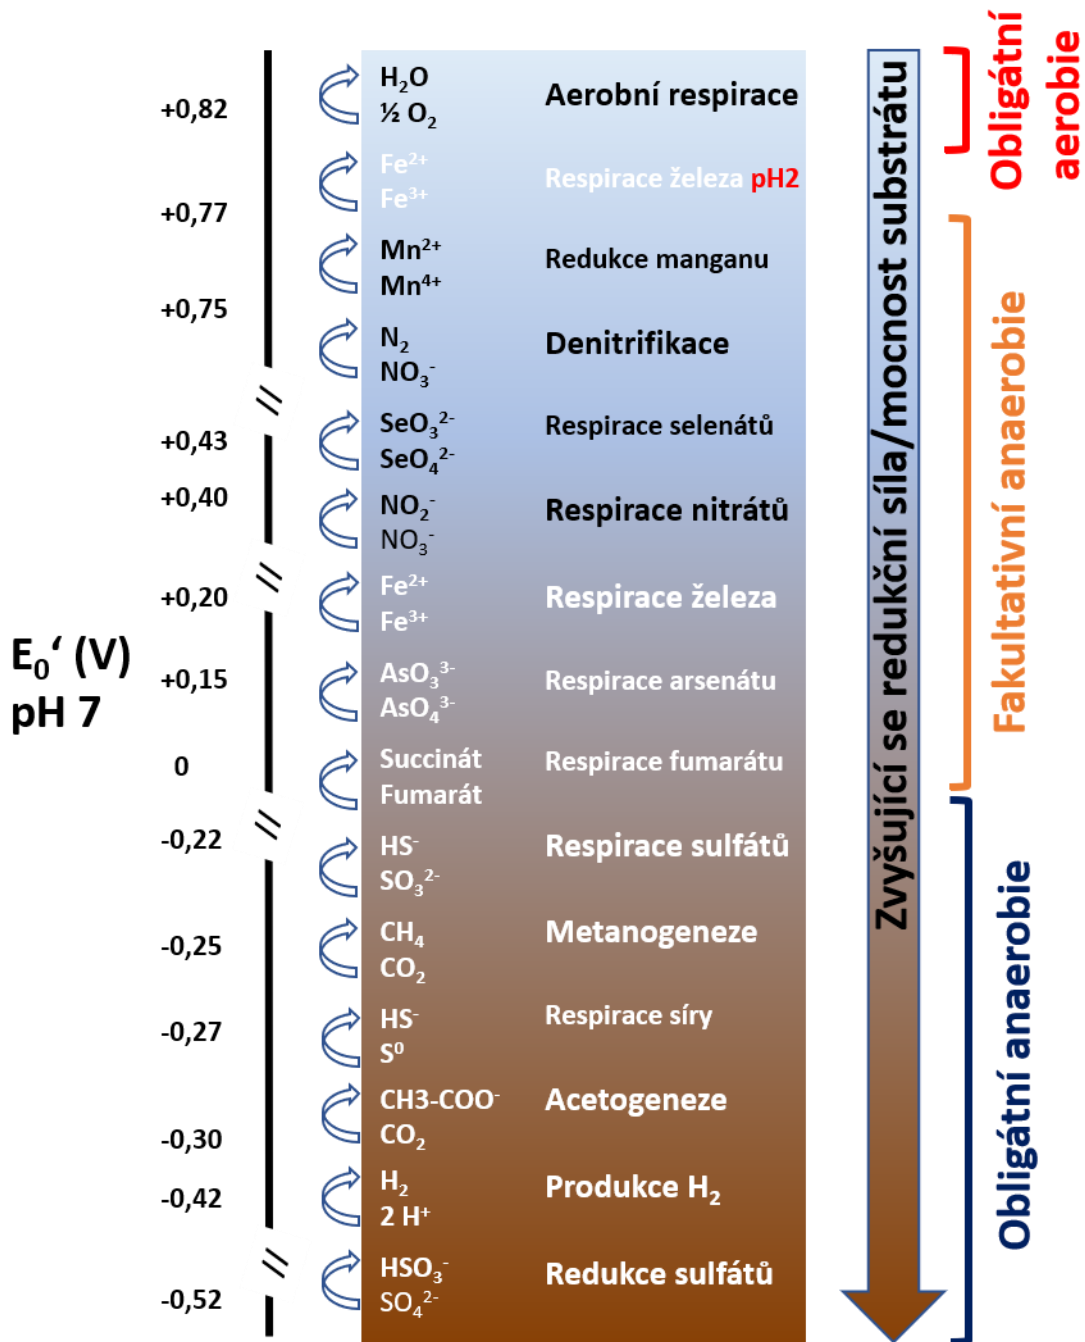 +0,82
H₂O
½ O₂
Aerobní respirace
+0,77
Fe²⁺
Fe³⁺
Respirace železa pH2
+0,75
Mn²⁺
Mn⁴⁺
Redukce manganu
N₂
NO₃⁻
Denitrifikace
+0,43
SeO₃²⁻
SeO₄²⁻
Respirace selenátů
+0,40
NO₂⁻
NO₃⁻
Respirace nitrátů
+0,20
Fe²⁺
Fe³⁺
Respirace železa
E₀‘ (V)
pH 7
+0,15
AsO₃³⁻
AsO₄³⁻
Respirace arsenátu
0
Succinát
Fumarát
Respirace fumarátu
-0,22
HS⁻
SO₃²⁻
Respirace sulfátů
-0,25
CH₄
CO₂
Metanogeneze
-0,27
HS⁻
S⁰
Respirace síry
-0,30
CH3-COO⁻
CO₂
Acetogeneze
-0,42
H₂
2 H⁺
Produkce H₂
-0,52
HSO₃⁻
SO₄²⁻
Redukce sulfátů
Zvyšující se redukční síla/mocnost substrátu
Obligátní
aerobie
Fakultativní anaerobie
Obligátní anaerobie